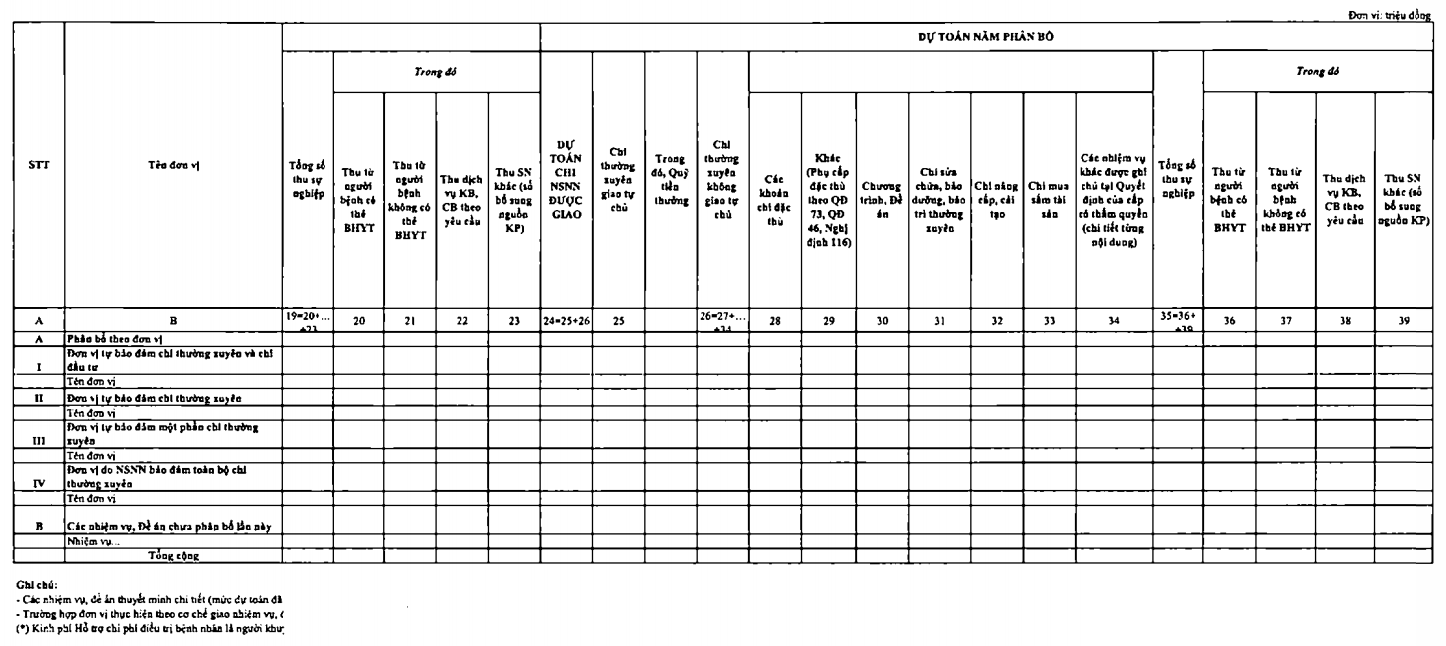 Đơn vị: triệu đồng
DỰ TOÁN NĂM PHÂN BỔ
Trong đó
Trong đó
STT
Tên đơn vị
Tổng số
thu sự
nghiệp
Thu từ
người
bệnh có
thẻ
BHYT
Thu từ
người
bệnh
không có
thẻ
BHYT
Thu dịch
vụ KB,
CB theo
yêu cầu
Thu SN
khác (số
bổ sung
nguồn
KP)
DỰ
TOÁN
CHI
NSNN
ĐƯỢC
GIAO
Chi
thường
xuyên
giao tự
chủ
Trong
đó, Quỹ
tiền
thưởng
Chi
thường
xuyên
không
giao tự
chủ
Các
khoản
chi đặc
thù
Khác
(Phụ cấp
đặc thù
theo QĐ
73, QĐ
46, Nghị
định 116)
Chương
trình, Đề
án
Chi sửa
chữa, bảo
dưỡng, bảo
trì thường
xuyên
Chi nâng
cấp, cải
tạo
Chi mua
sắm tài
sản
Các nhiệm vụ
khác được ghi
chú tại Quyết
định của cấp
có thẩm quyền
(chi tiết từng
nội dung)
Tổng số
thu sự
nghiệp
Thu từ
người
bệnh có
thẻ
BHYT
Thu từ
người
bệnh
không có
thẻ BHYT
Thu dịch
vụ KB,
CB theo
yêu cầu
Thu SN
khác (số
bổ sung
nguồn KP)
A B 19=20+... 20 21 22 23 24=25+26 25 26=27+... 28 29 30 31 32 33 34 35=36+ 36 37 38 39
+23 +34 +39
A Phân bổ theo đơn vị
Đơn vị tự bảo đảm chi thường xuyên và chi
I đầu tư
Tên đơn vị
II Đơn vị tự bảo đảm chi thường xuyên
Tên đơn vị
Đơn vị tự bảo đảm một phần chi thường
III xuyên
Tên đơn vị
Đơn vị do NSNN bảo đảm toàn bộ chi
IV thường xuyên
Tên đơn vị
B Các nhiệm vụ, Đề án chưa phân bổ lần này
Nhiệm vụ...
Tổng cộng
Ghi chú:
- Các nhiệm vụ, đề án thuyết minh chi tiết (mức dự toán đã
- Trường hợp đơn vị thực hiện theo cơ chế giao nhiệm vụ,
(*) Kinh phí Hỗ trợ chi phí điều trị bệnh nhân là người